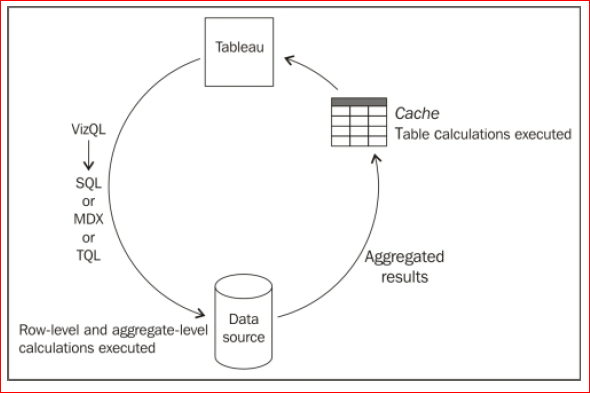 Tableau
VizQL
SQL
or
MDX
or
TQL
Cache
Table calculations executed
Aggregated
results
Data
source
Row-level and aggregate-level
calculations executed